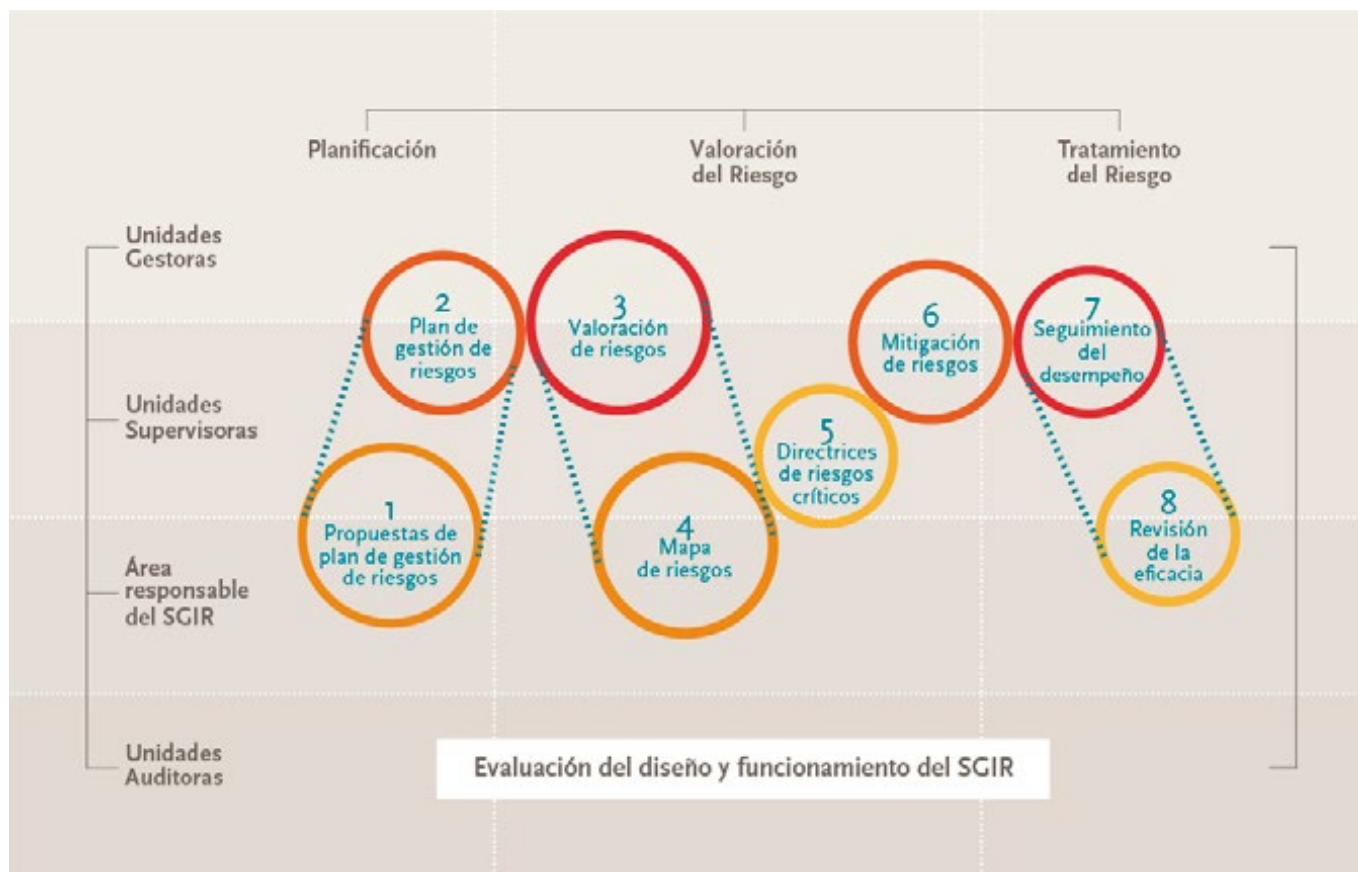 Planificación
Valoración
del Riesgo
Tratamiento
del Riesgo
Unidades
Gestoras
Unidades
Supervisoras
Área
responsable
del SGIR
Unidades
Auditoras
1
Propuestas de
plan de gestión
de riesgos
2
Plan de
gestión de
riesgos
3
Valoración
de riesgos
4
Mapa
de riesgos
5
Directrices
de riesgos
críticos
6
Mitigación
de riesgos
7
Seguimiento
del
desempeño
8
Revisión
de la
eficacia
Evaluación del diseño y funcionamiento del SGIR